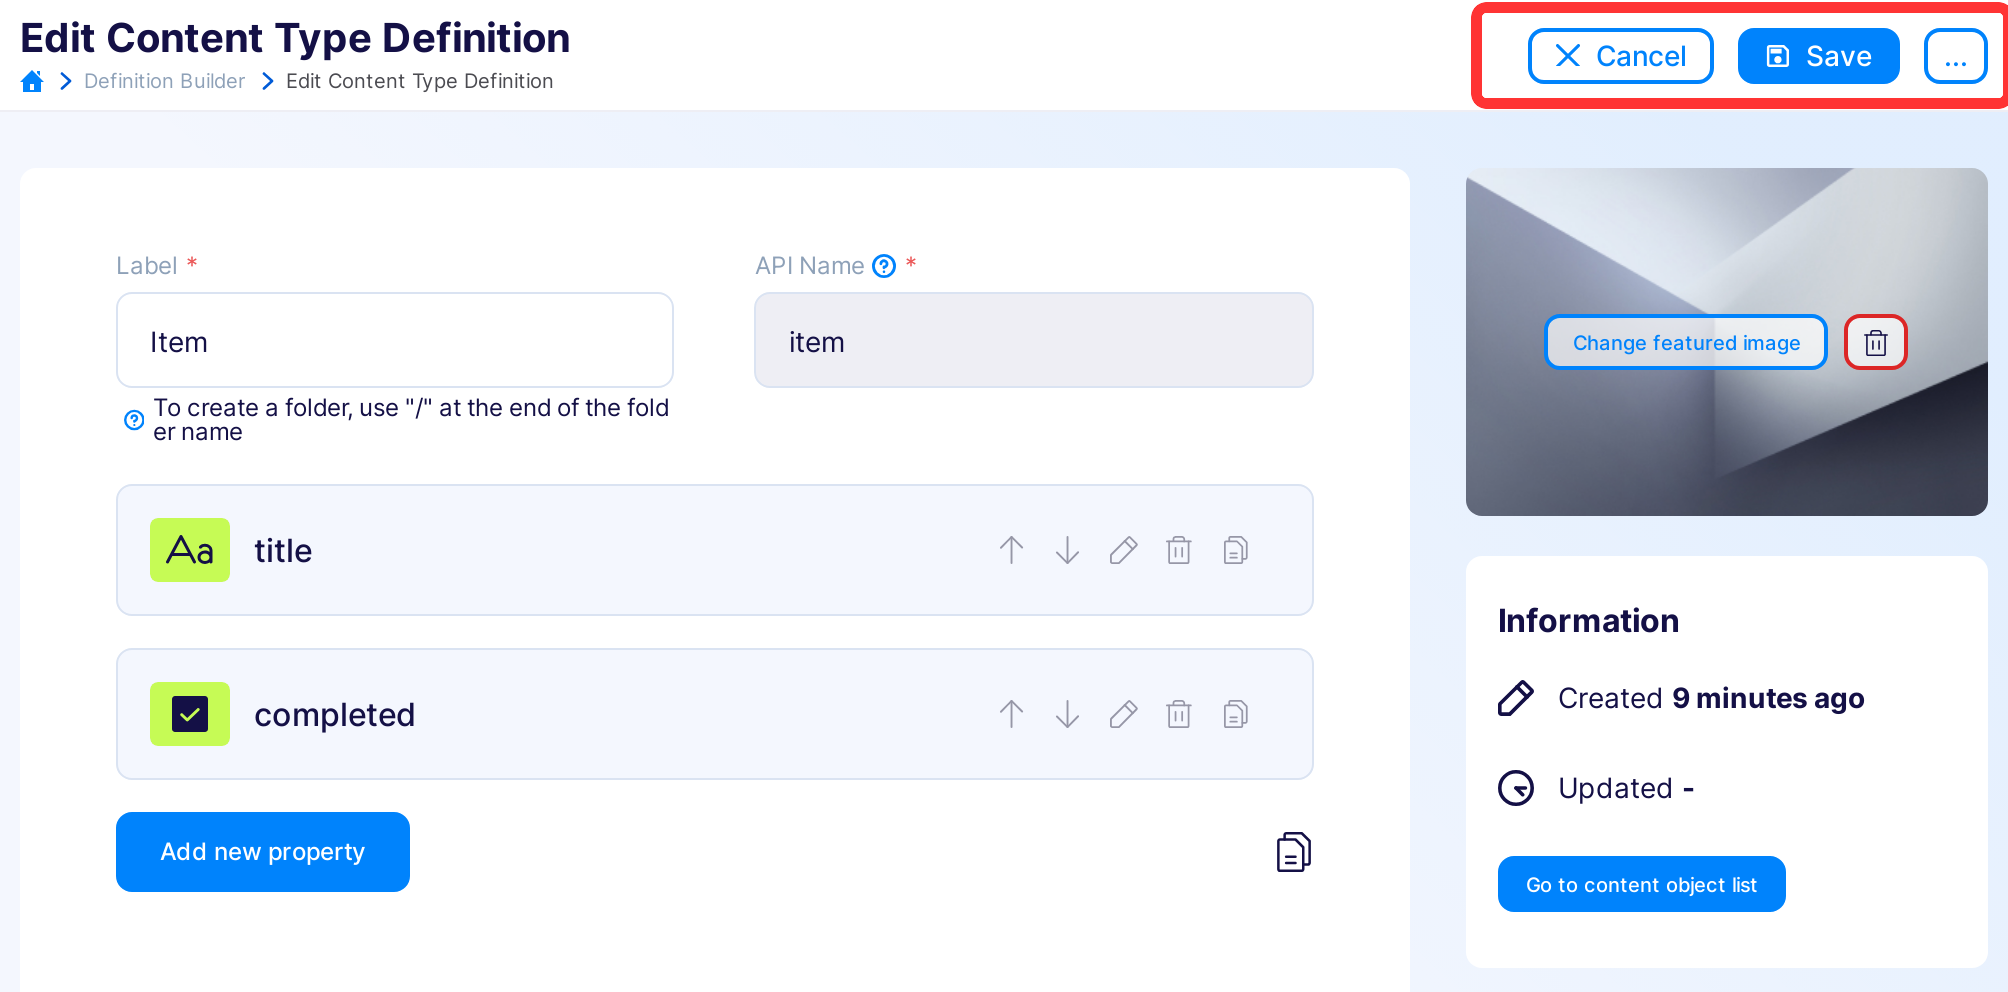 Edit Content Type Definition
Definition Builder Edit Content Type Definition
Cancel
Save
...
Label *
API Name *
Item
item
To create a folder, use "/" at the end of the fold
er name
Aa title
completed
Add new property
Change featured image
Information
Created 9 minutes ago
Updated -
Go to content object list